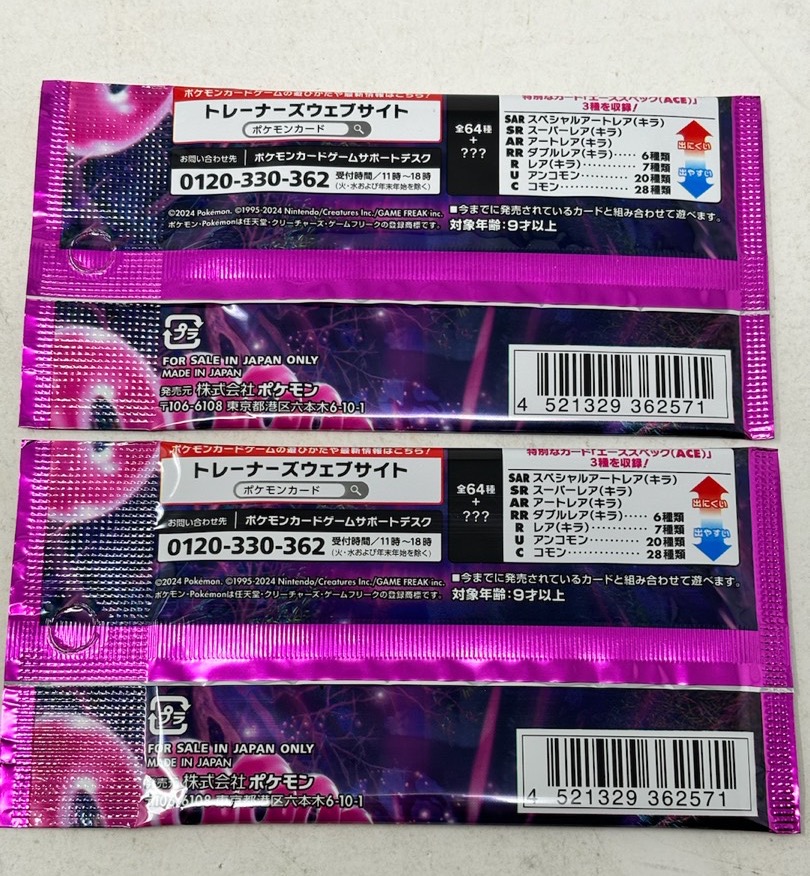 ポケモンカードゲームの遊びかたや最新情報はこちら!
トレーナーズウェブサイト
ポケモンカード
お問い合わせ先 ポケモンカードゲームサポートデスク
0120-330-362 受付時間/11時~18時
(火・水および年末年始を除く)
©2024 Pokémon. ©1995-2024 Nintendo/Creatures Inc./GAME FREAK inc.
ポケモン・Pokémonは任天堂・クリーチャーズ・ゲームフリークの登録商標です。
全64種
+
???
特別なカード「エーススペック(ACE)」
3種を収録!
SAR スペシャルアートレア(キラ)
SR スーパーレア(キラ)
AR アートレア(キラ)
RR ダブルレア(キラ)‥‥ 6種類
R レア(キラ)‥‥‥‥ 7種類
U アンコモン‥‥‥‥ 20種類
C コモン‥‥‥‥‥‥ 28種類
出にくい
出やすい
■今までに発売されているカードと組み合わせて遊べます。
対象年齢:9才以上
プラ
FOR SALE IN JAPAN ONLY
MADE IN JAPAN
発売元 株式会社ポケモン
〒106-6108 東京都港区六本木6-10-1
4 521329 362571
ポケモンカードゲームの遊びかたや最新情報はこちら!
トレーナーズウェブサイト
ポケモンカード
お問い合わせ先 ポケモンカードゲームサポートデスク
0120-330-362 受付時間/11時~18時
(火・水および年末年始を除く)
©2024 Pokémon. ©1995-2024 Nintendo/Creatures Inc./GAME FREAK inc.
ポケモン・Pokémonは任天堂・クリーチャーズ・ゲームフリークの登録商標です。
全64種
+
???
特別なカード「エーススペック(ACE)」
3種を収録!
SAR スペシャルアートレア(キラ)
SR スーパーレア(キラ)
AR アートレア(キラ)
RR ダブルレア(キラ)‥‥ 6種類
R レア(キラ)‥‥‥‥ 7種類
U アンコモン‥‥‥‥ 20種類
C コモン‥‥‥‥‥‥ 28種類
出にくい
出やすい
■今までに発売されているカードと組み合わせて遊べます。
対象年齢:9才以上
プラ
FOR SALE IN JAPAN ONLY
MADE IN JAPAN
発売元 株式会社ポケモン
〒106-6108 東京都港区六本木6-10-1
4 521329 362571